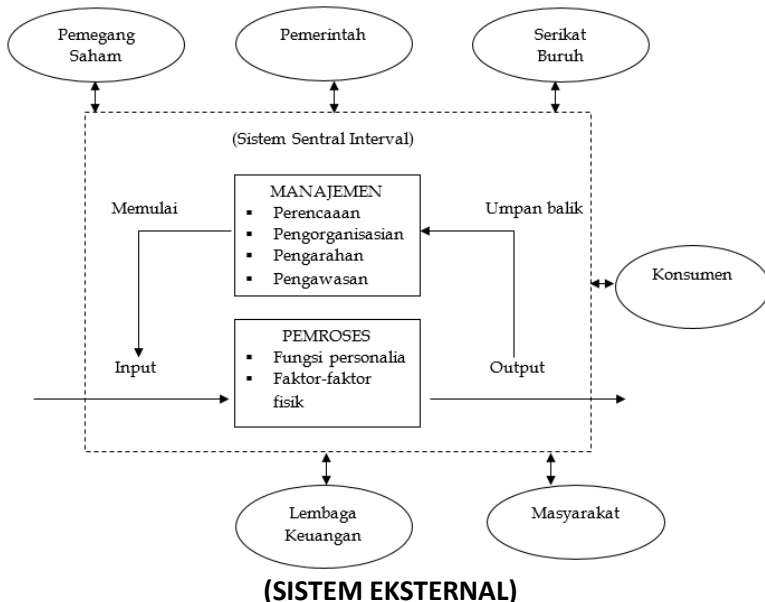 Pemegang
Saham
Pemerintah
Serikat
Buruh
(Sistem Sentral Interval)
MANAJEMEN
▪ Perencaaan
▪ Pengorganisasian
▪ Pengarahan
▪ Pengawasan
Memulai
Umpan balik
Konsumen
PEMROSES
▪ Fungsi personalia
▪ Faktor-faktor
fisik
Input
Output
Lembaga
Keuangan
Masyarakat
(SISTEM EKSTERNAL)